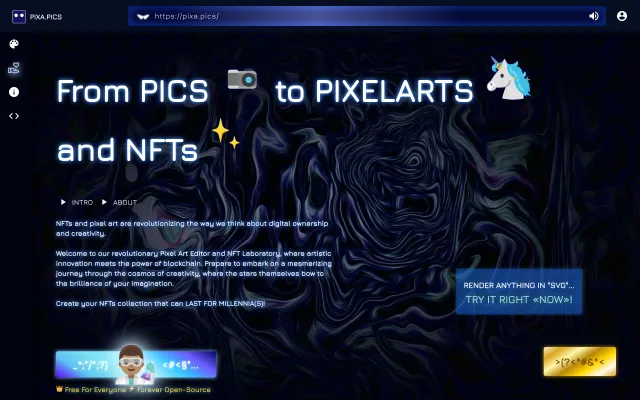 PIXA.PICS
https://pixa.pics/
From PICS to PIXELARTS
and NFTs
INTRO ABOUT
NFTs and pixel art are revolutionizing the way we think about digital ownership
and creativity.
Welcome to our revolutionary Pixel Art Editor and NFT Laboratory, where artistic
innovation meets the power of blockchain. Prepare to embark on a mesmerizing
journey through the cosmos of creativity, where the stars themselves bow to
the brilliance of your imagination.
Create your NFTs collection that can LAST FOR MILLENNIA(S)!
RENDER ANYTHING IN "SVG"...
TRY IT RIGHT «NOW»!
Free For Everyone Forever Open-Source